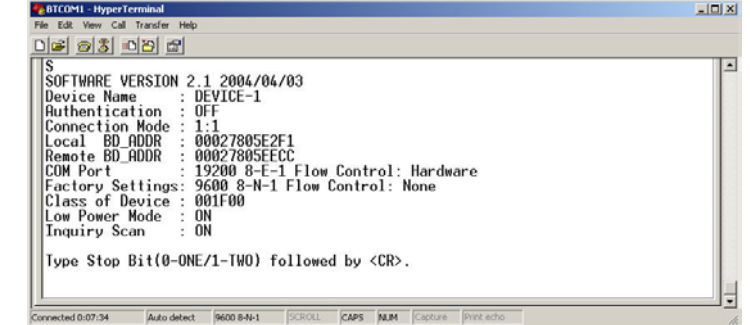 BTCOM1 - HyperTerminal
File Edit View Call Transfer Help
S
SOFTWARE VERSION 2.1 2004/04/03
Device Name : DEVICE-1
Authentication : OFF
Connection Mode : 1:1
Local BD_ADDR : 00027805E2F1
Remote BD_ADDR : 00027805EECC
COM Port : 19200 8-E-1 Flow Control: Hardware
Factory Settings: 9600 8-N-1 Flow Control: None
Class of Device : 001F00
Low Power Mode : ON
Inquiry Scan : ON
Type Stop Bit(0-ONE/1-TWO) followed by <CR>.
Connected 0:07:34 Auto detect 9600 8-N-1 SCROLL CAPS NUM Capture Print echo